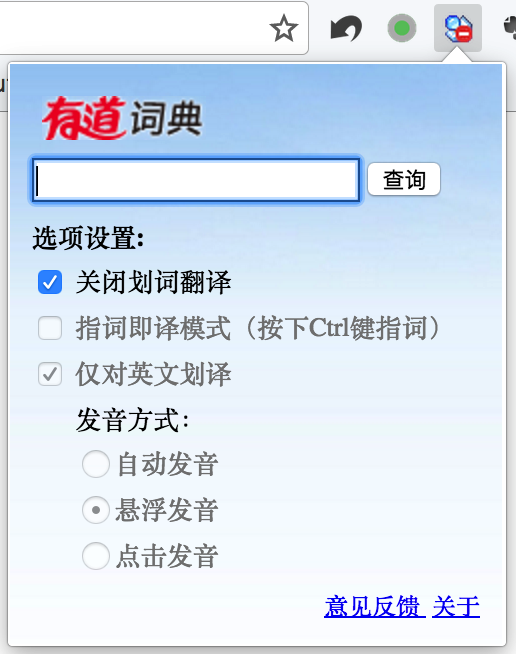 有道词典
查询
选项设置:
关闭划词翻译
指词即译模式（按下Ctrl键指词）
仅对英文划译
发音方式：
自动发音
悬浮发音
点击发音
意见反馈 关于